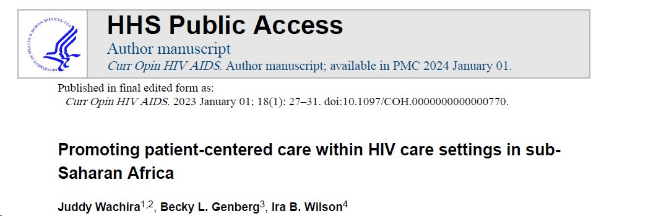 HHS Public Access
Author manuscript
Curr Opin HIV AIDS. Author manuscript; available in PMC 2024 January 01.
Published in final edited form as:
Curr Opin HIV AIDS. 2023 January 01; 18(1): 27–31. doi:10.1097/COH.0000000000000770.
Promoting patient-centered care within HIV care settings in sub-
Saharan Africa
Juddy Wachira1,2, Becky L. Genberg3, Ira B. Wilson4